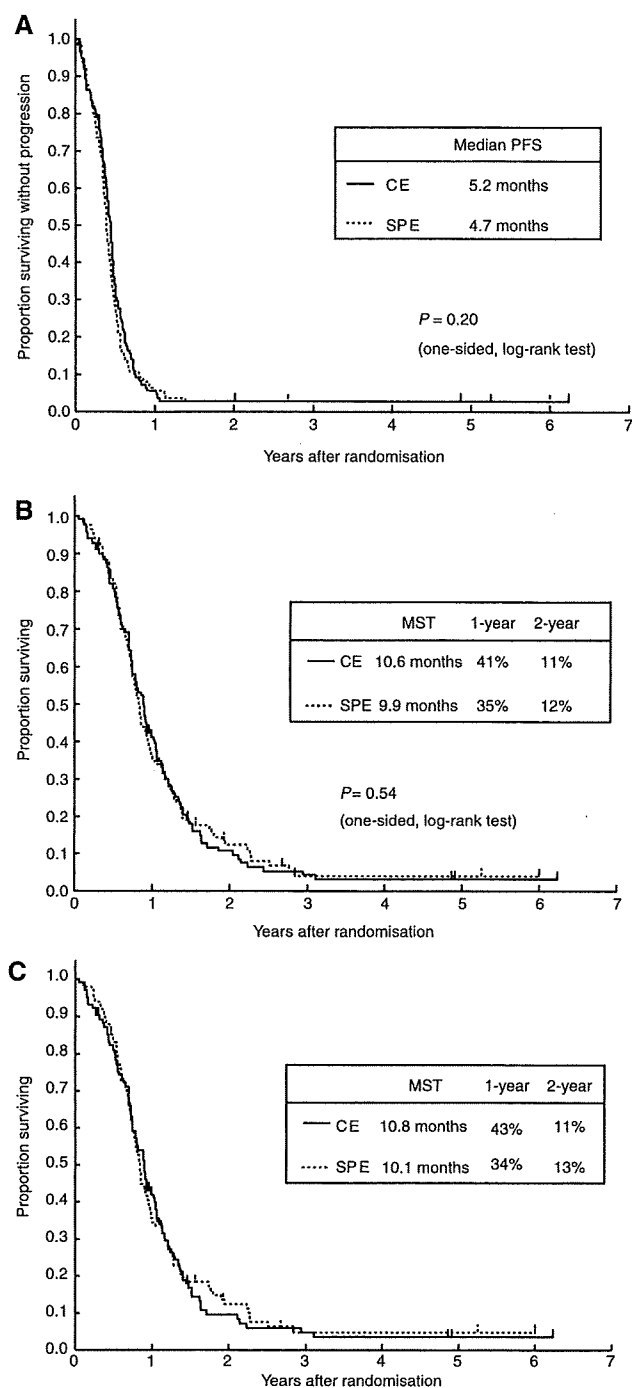 A
Proportion surviving without progression
1.0
0.9
0.8
0.7
0.6
0.5
0.4
0.3
0.2
0.1
0.0
Median PFS
CE 5.2 months
SPE 4.7 months
P = 0.20
(one-sided, log-rank test)
0 1 2 3 4 5 6 7
Years after randomisation
B
Proportion surviving
1.0
0.9
0.8
0.7
0.6
0.5
0.4
0.3
0.2
0.1
0.0
MST 1-year 2-year
CE 10.6 months 41% 11%
SPE 9.9 months 35% 12%
P= 0.54
(one-sided, log-rank test)
0 1 2 3 4 5 6 7
Years after randomisation
C
Proportion surviving
1.0
0.9
0.8
0.7
0.6
0.5
0.4
0.3
0.2
0.1
0.0
MST 1-year 2-year
CE 10.8 months 43% 11%
SPE 10.1 months 34% 13%
0 1 2 3 4 5 6 7
Years after randomisation